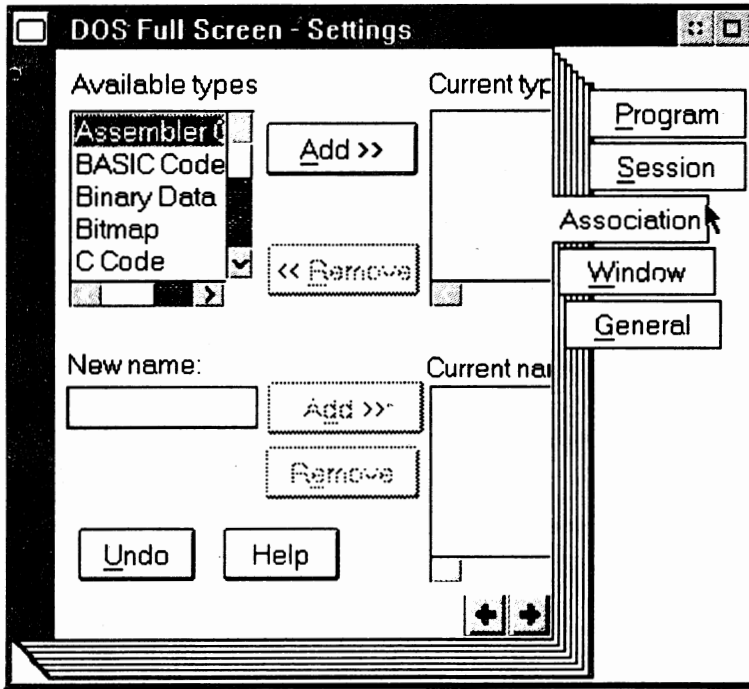 DOS Full Screen - Settings
Available types
Current typ
Assembler
BASIC Code
Binary Data
Bitmap
C Code
Add >>
<< Remove
New name:
Current nar
Add >>
Remove
Undo
Help
Program
Session
Association
Window
General